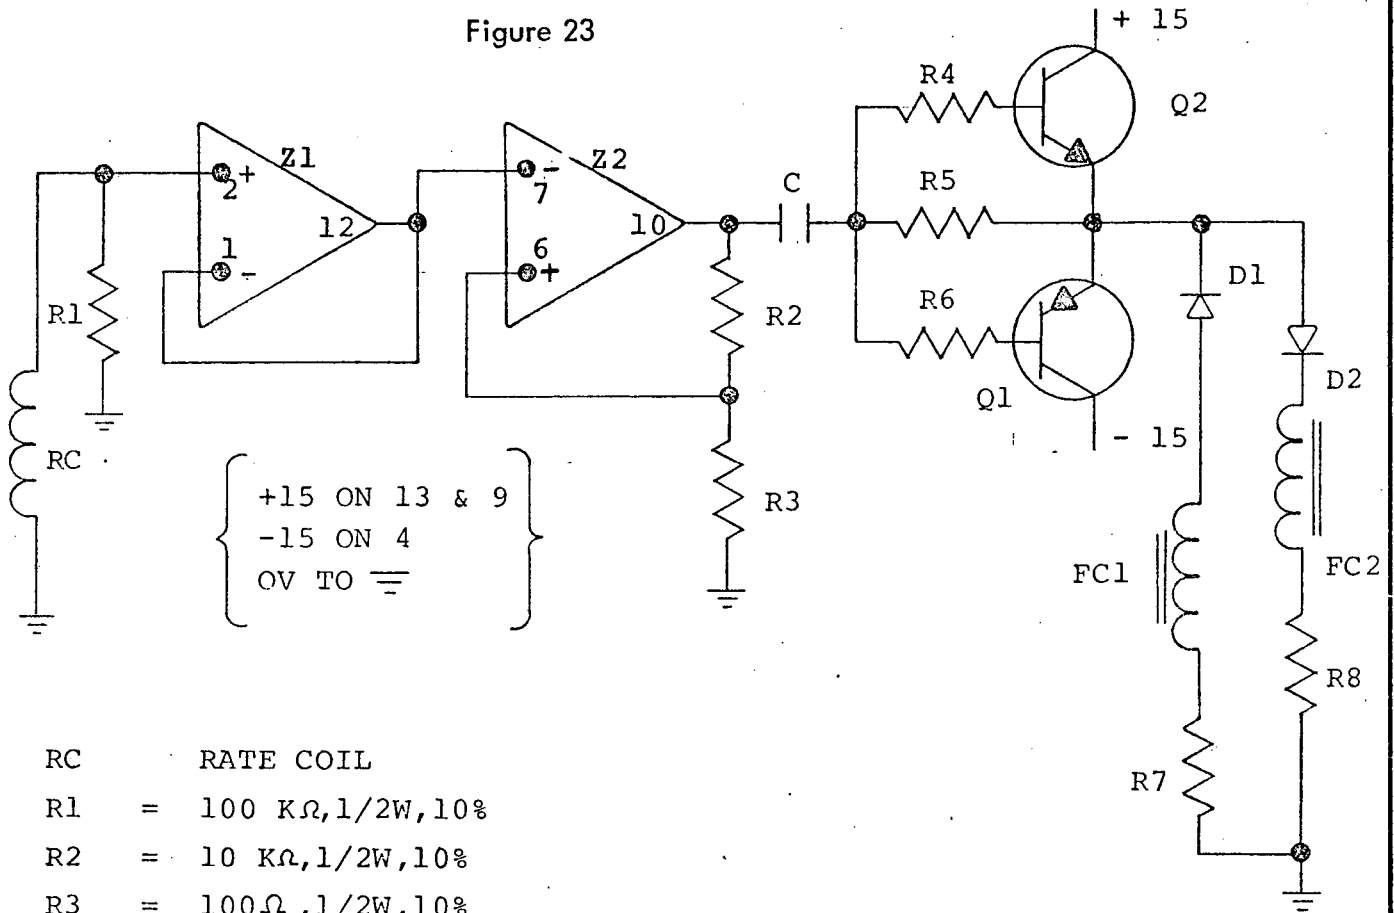 Figure 23
+ 15
R4
Q2
Z1
2 +
12
1 -
R1
RC
7 -
Z2
10
6 +
C
R5
R2
R6
Q1
- 15
D1
D2
R3
+15 ON 13 & 9
-15 ON 4
OV TO
FC1
FC2
R8
R7
RC RATE COIL
R1 = 100 KΩ,1/2W,10%
R2 = 10 KΩ,1/2W,10%
R3 = 100Ω ,1/2W,10%